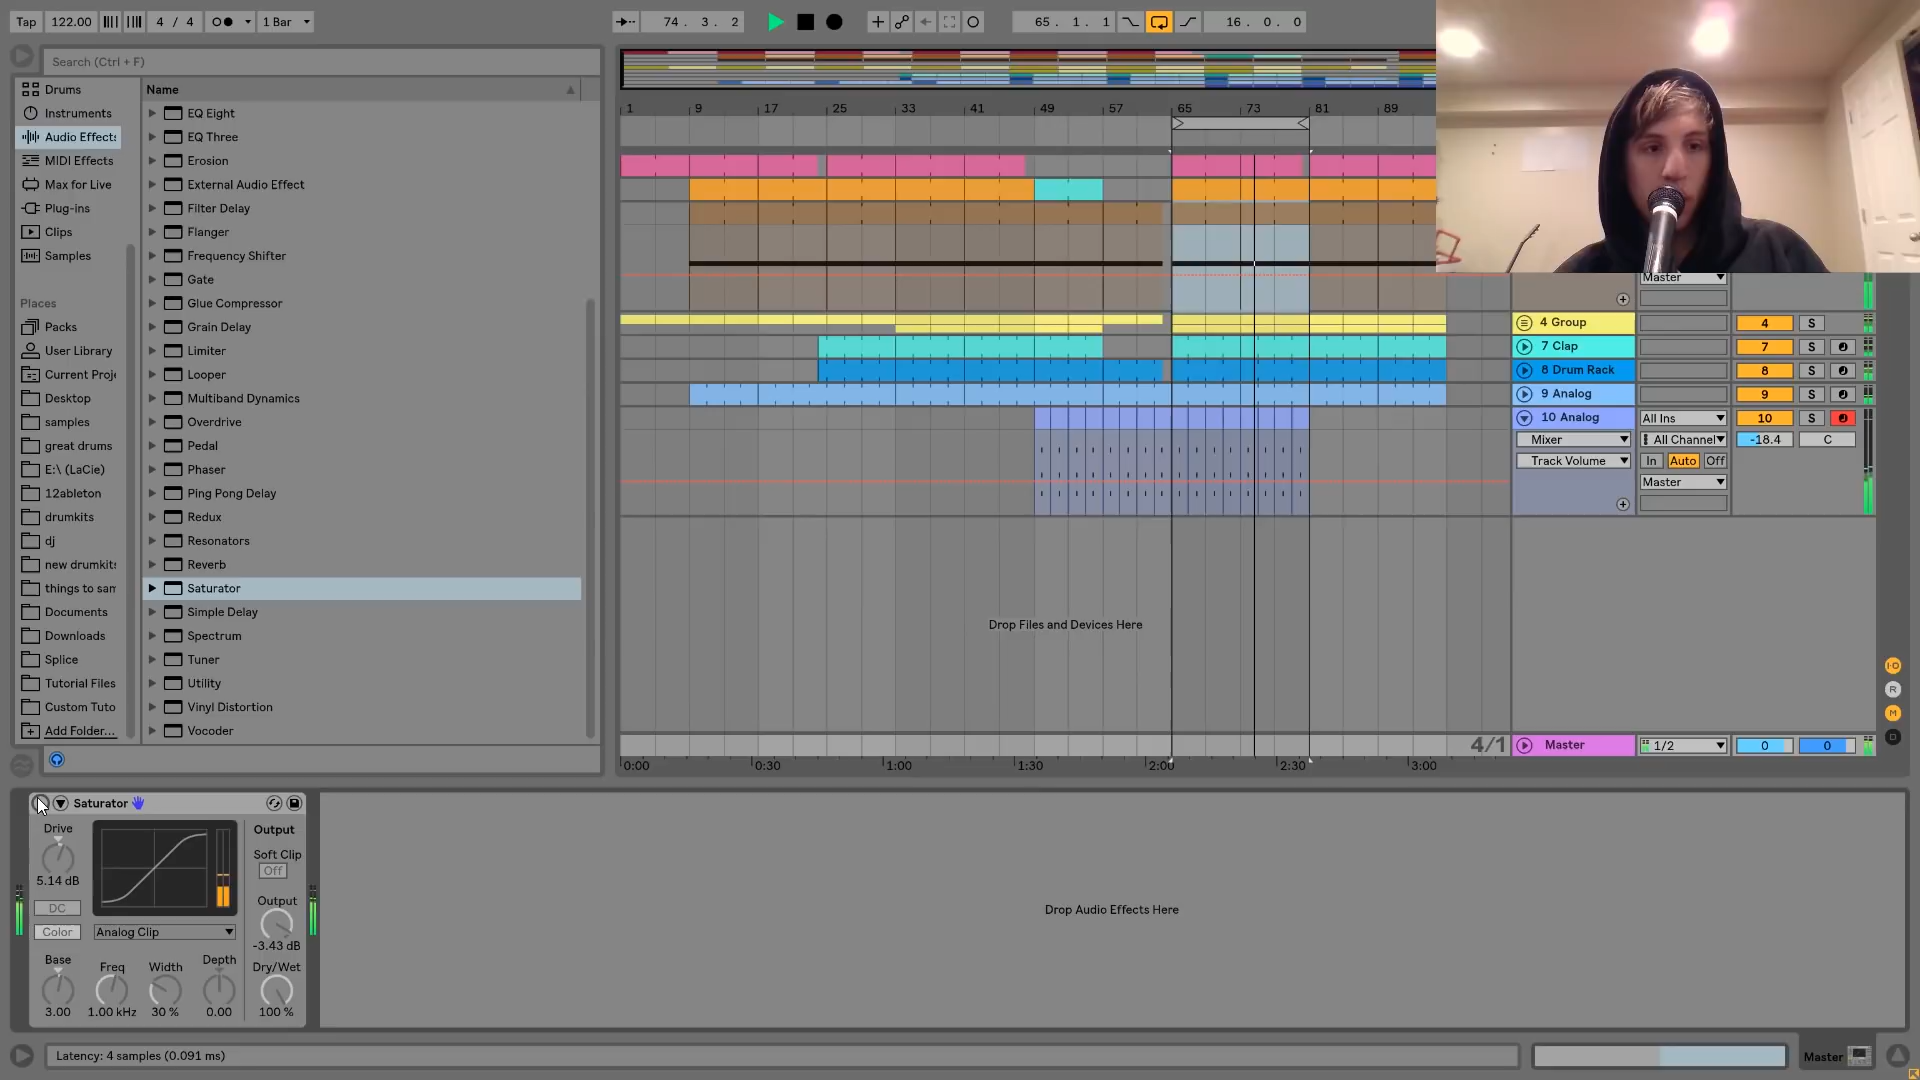 Tap 122.00 4 / 4 1 Bar 74. 3. 2 65. 1. 1 16. 0. 0
Search (Ctrl + F)
Drums
Instruments
Audio Effects
MIDI Effects
Max for Live
Plug-ins
Clips
Samples
Places
Packs
User Library
Current Proje
Desktop
samples
great drums
E:\ (LaCie)
12ableton
drumkits
dj
new drumkits
things to sam
Documents
Downloads
Splice
Tutorial Files
Custom Tuto
Add Folder...
Name
EQ Eight
EQ Three
Erosion
External Audio Effect
Filter Delay
Flanger
Frequency Shifter
Gate
Glue Compressor
Grain Delay
Limiter
Looper
Multiband Dynamics
Overdrive
Pedal
Phaser
Ping Pong Delay
Redux
Resonators
Reverb
Saturator
Simple Delay
Spectrum
Tuner
Utility
Vinyl Distortion
Vocoder
1 9 17 25 33 41 49 57 65 73 81 89
Master
4 Group 4 S
7 Clap 7 S
8 Drum Rack 8 S
9 Analog 9 S
10 Analog All Ins 10 S
Mixer All Channel -18.4 C
Track Volume In Auto Off
Master
Drop Files and Devices Here
4/1 Master 1/2 0 0
0:00 0:30 1:00 1:30 2:00 2:30 3:00
I·O
R
M
D
Saturator
Drive
5.14 dB
DC
Color
Analog Clip
Base Freq Width Depth
3.00 1.00 kHz 30 % 0.00
Output
Soft Clip
Off
Output
-3.43 dB
Dry/Wet
100 %
Drop Audio Effects Here
Latency: 4 samples (0.091 ms)
Master